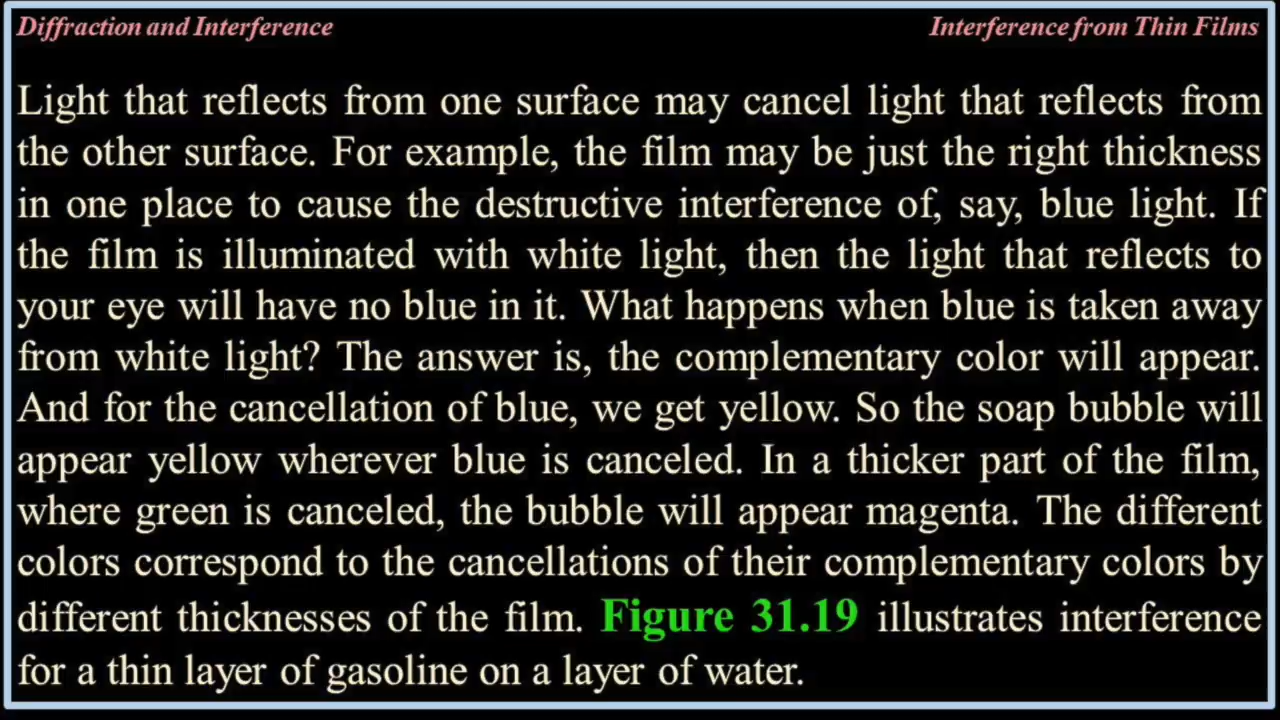 Diffraction and Interference
Interference from Thin Films
Light that reflects from one surface may cancel light that reflects from
the other surface. For example, the film may be just the right thickness
in one place to cause the destructive interference of, say, blue light. If
the film is illuminated with white light, then the light that reflects to
your eye will have no blue in it. What happens when blue is taken away
from white light? The answer is, the complementary color will appear.
And for the cancellation of blue, we get yellow. So the soap bubble will
appear yellow wherever blue is canceled. In a thicker part of the film,
where green is canceled, the bubble will appear magenta. The different
colors correspond to the cancellations of their complementary colors by
different thicknesses of the film. Figure 31.19 illustrates interference
for a thin layer of gasoline on a layer of water.